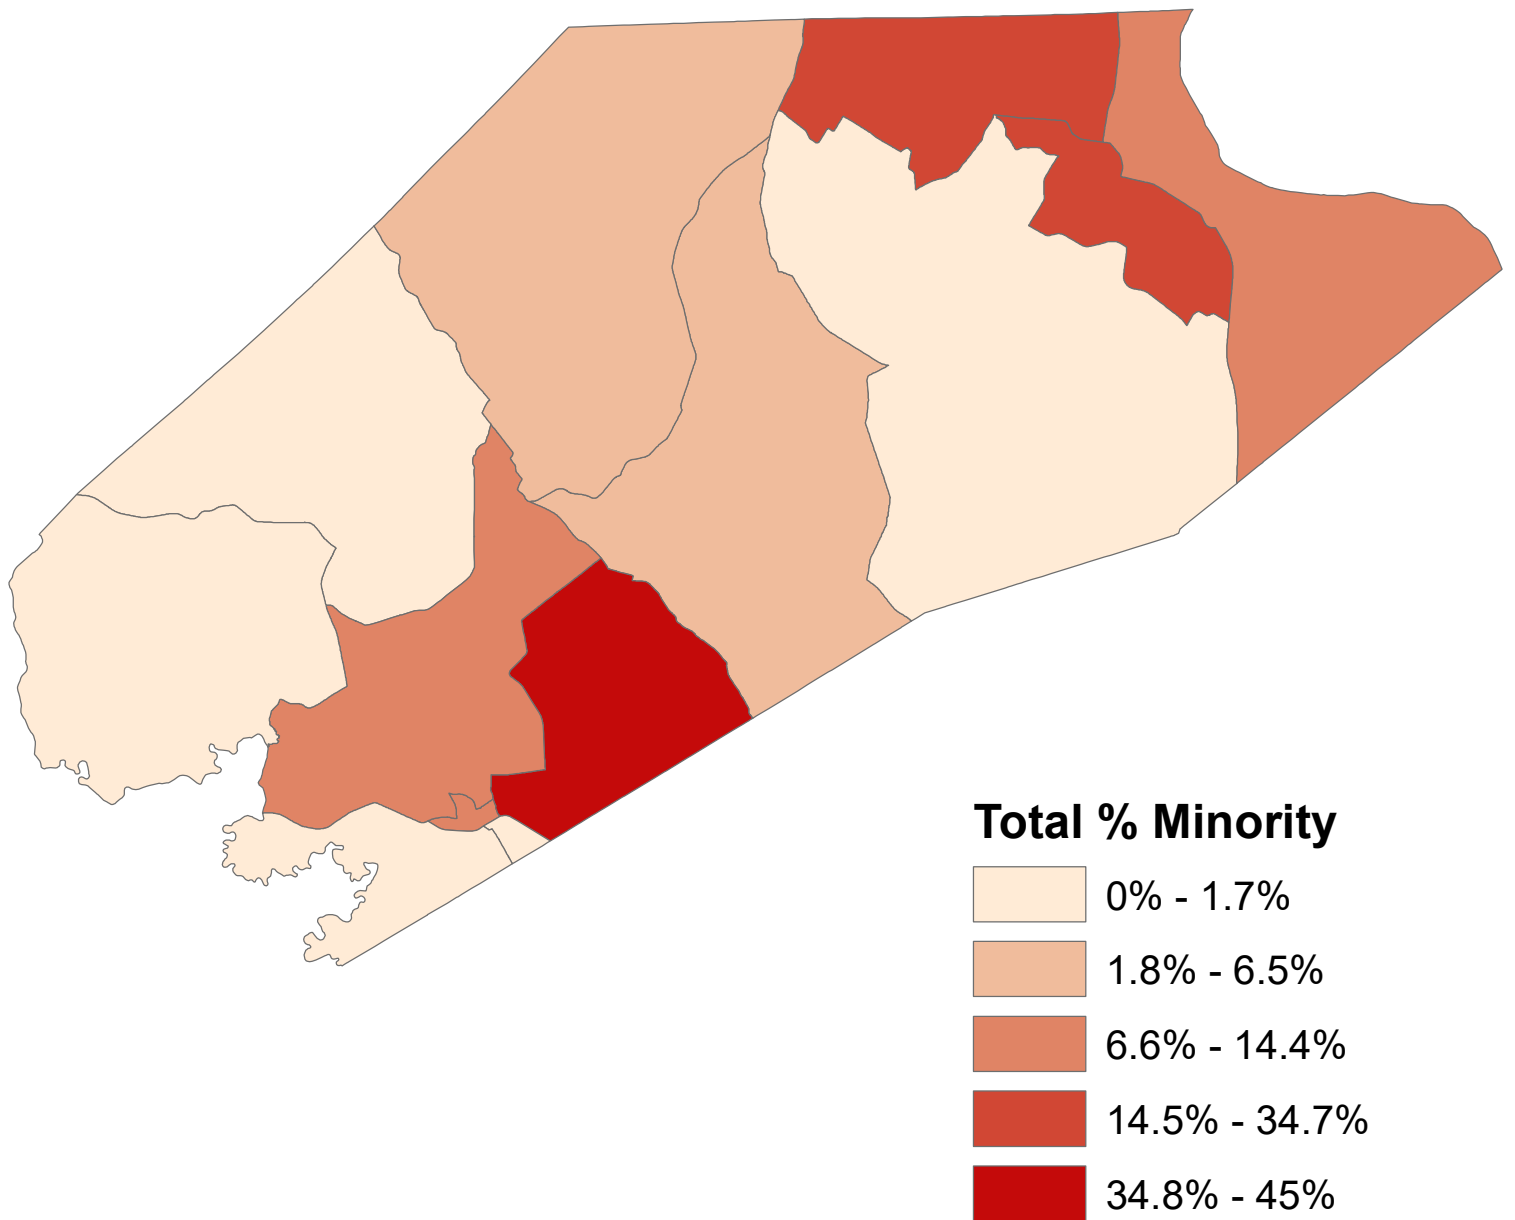 Total % Minority
0% - 1.7%
1.8% - 6.5%
6.6% - 14.4%
14.5% - 34.7%
34.8% - 45%